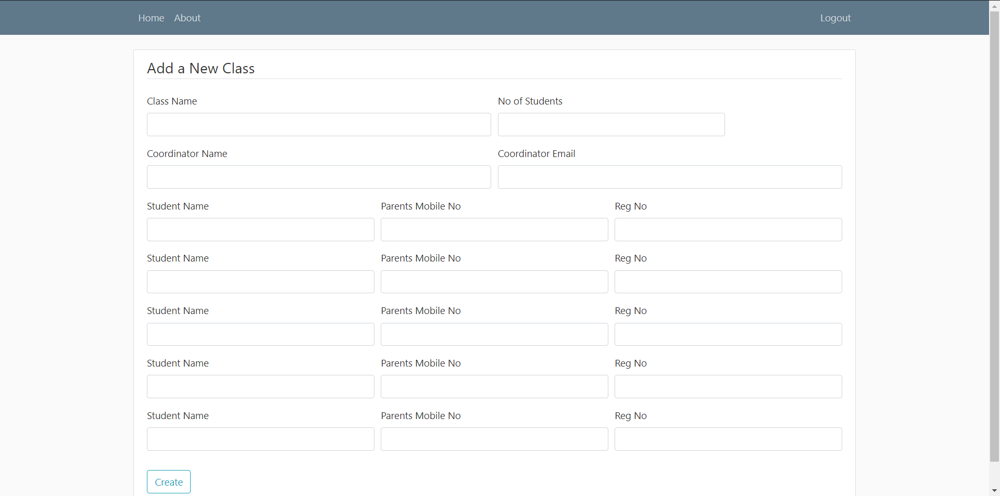 Home About Logout
Add a New Class
Class Name No of Students
Coordinator Name Coordinator Email
Student Name Parents Mobile No Reg No
Student Name Parents Mobile No Reg No
Student Name Parents Mobile No Reg No
Student Name Parents Mobile No Reg No
Student Name Parents Mobile No Reg No
Create